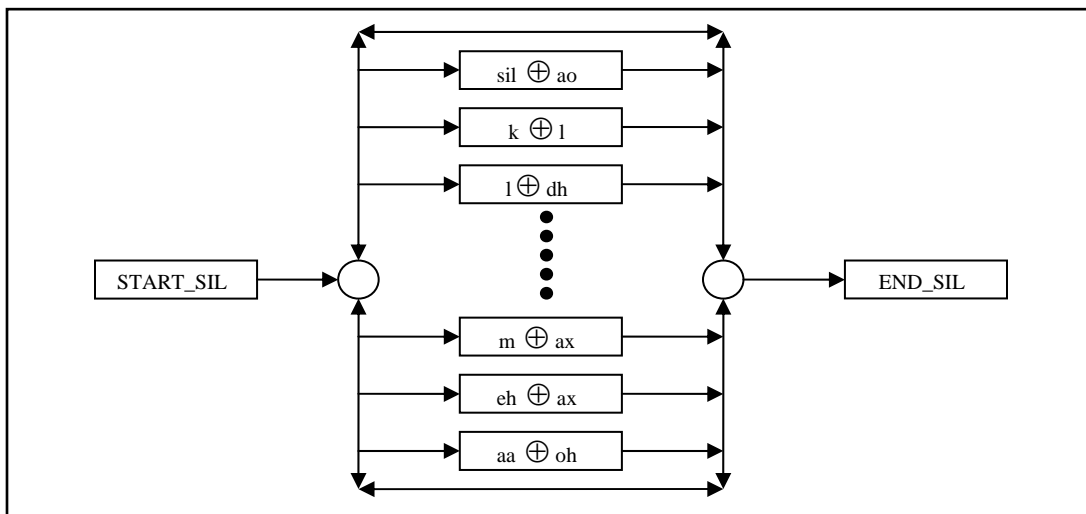 sil ⊕ ao
k ⊕ l
l ⊕ dh
START_SIL
END_SIL
m ⊕ ax
eh ⊕ ax
aa ⊕ oh